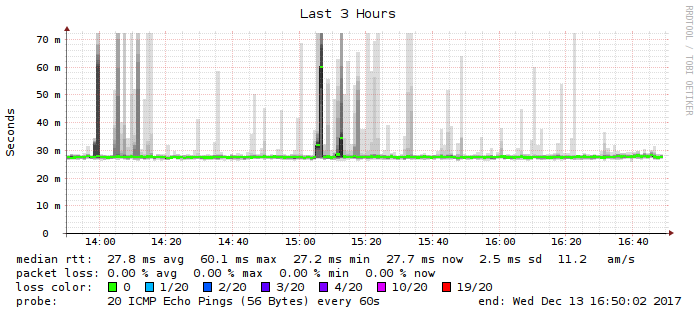 Last 3 Hours
RRDTOOL / TOBI OETIKER
Seconds
70 m
60 m
50 m
40 m
30 m
20 m
10 m
0
14:00 14:20 14:40 15:00 15:20 15:40 16:00 16:20 16:40
median rtt: 27.8 ms avg 60.1 ms max 27.2 ms min 27.7 ms now 2.5 ms sd 11.2 am/s
packet loss: 0.00 % avg 0.00 % max 0.00 % min 0.00 % now
loss color: 0 1/20 2/20 3/20 4/20 10/20 19/20
probe: 20 ICMP Echo Pings (56 Bytes) every 60s end: Wed Dec 13 16:50:02 2017